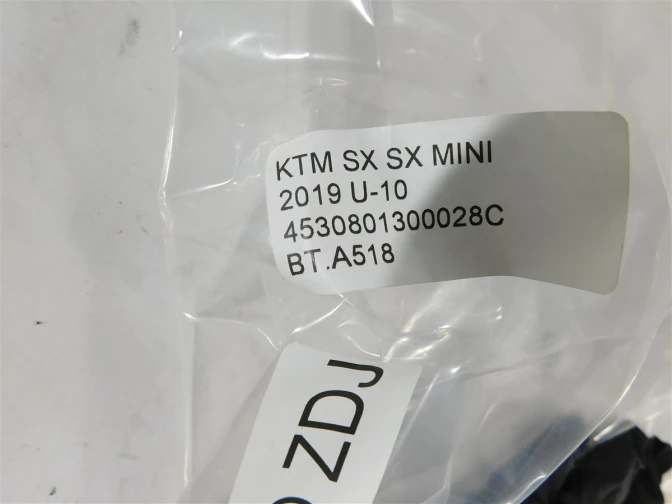 KTM SX SX MINI
2019 U-10
4530801300028C
BT.A518
ZDJ